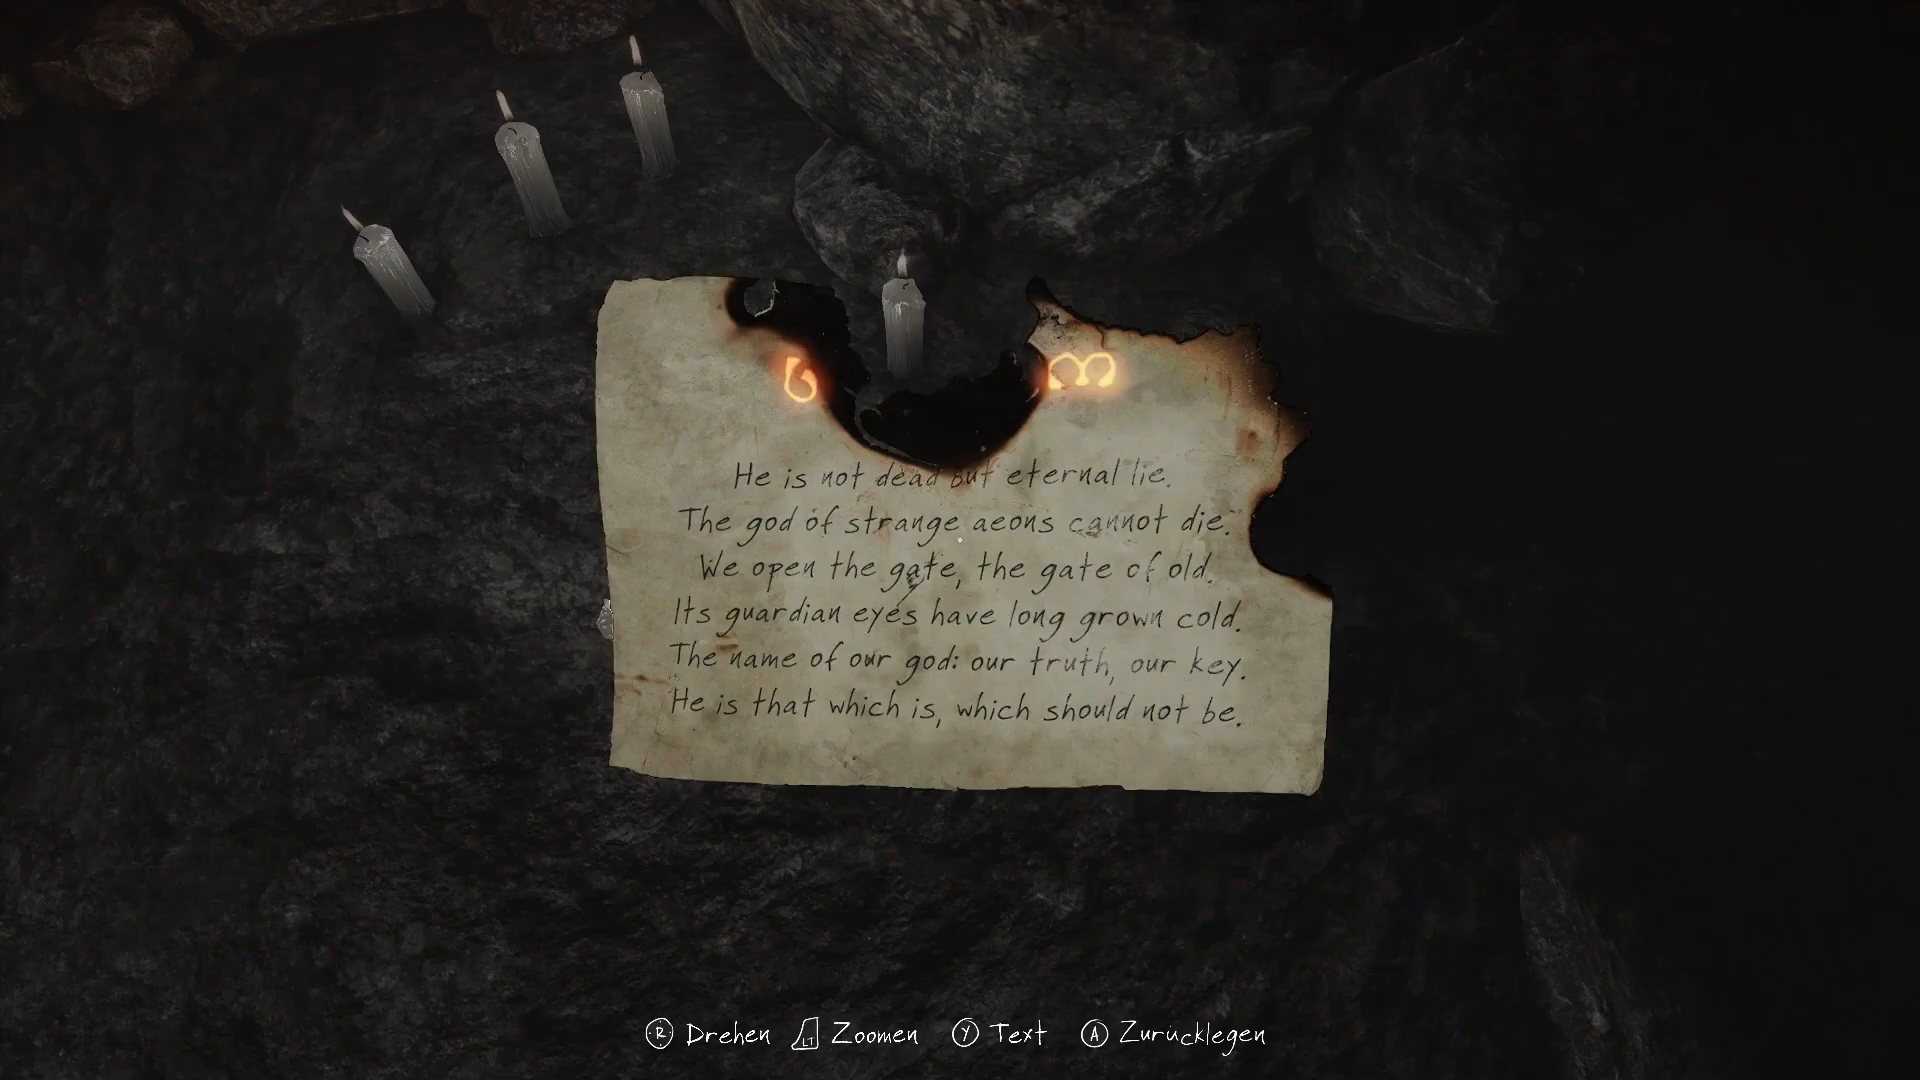 He is not dead but eternal lie.
The god of strange aeons cannot die.
We open the gate, the gate of old.
Its guardian eyes have long grown cold.
The name of our god: our truth, our key.
He is that which is, which should not be.
R Drehen LT Zoomen Y Text A Zurücklegen